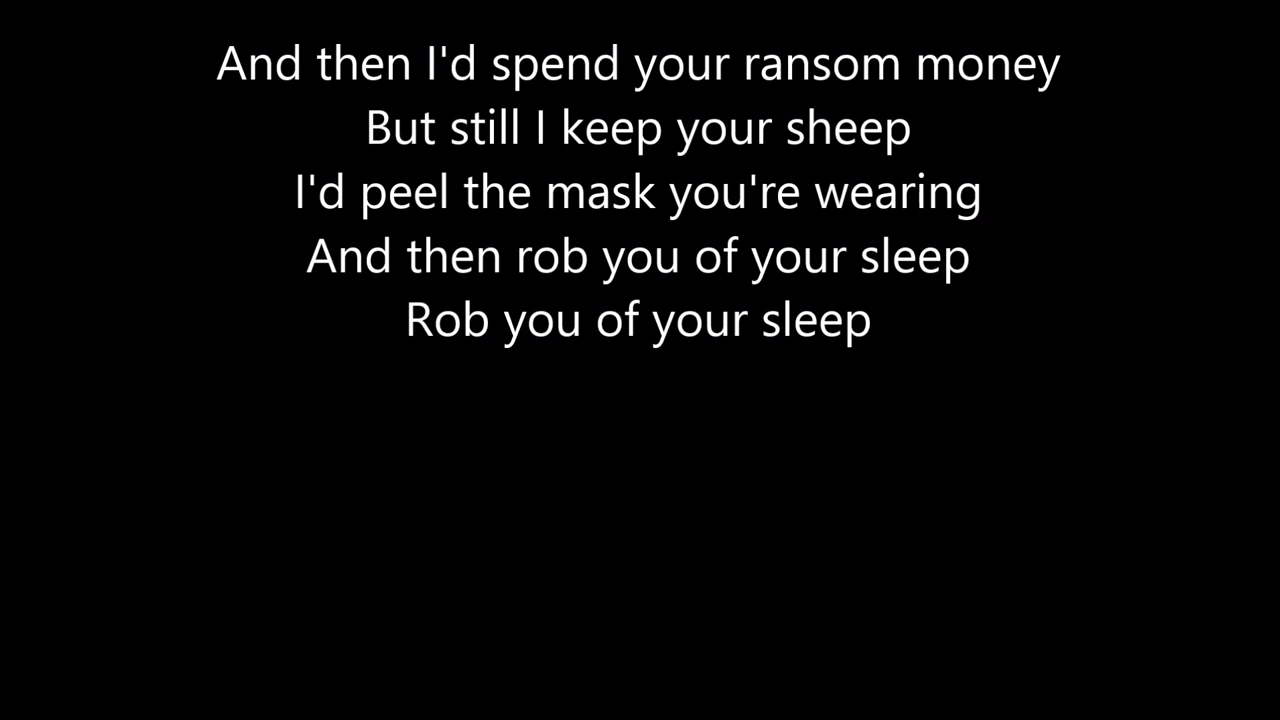 And then I'd spend your ransom money
But still I keep your sheep
I'd peel the mask you're wearing
And then rob you of your sleep
Rob you of your sleep